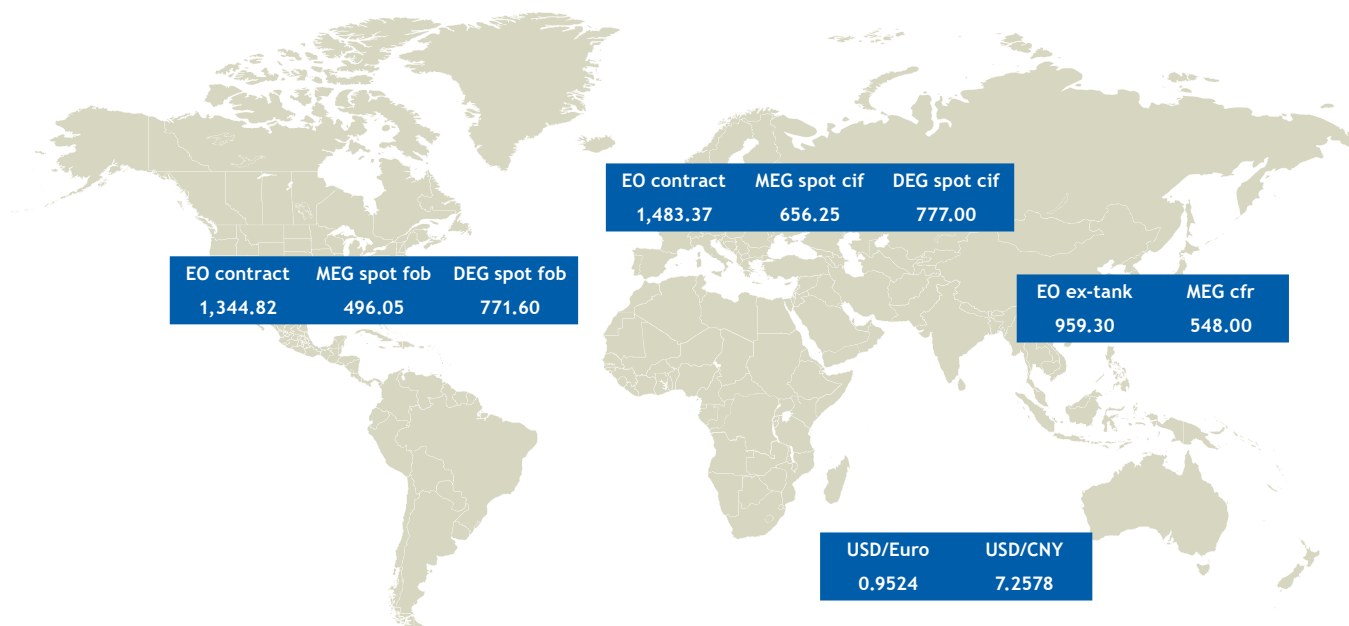 EO contract MEG spot cif DEG spot cif
1,483.37 656.25 777.00
EO contract MEG spot fob DEG spot fob
1,344.82 496.05 771.60
EO ex-tank MEG cfr
959.30 548.00
USD/Euro USD/CNY
0.9524 7.2578